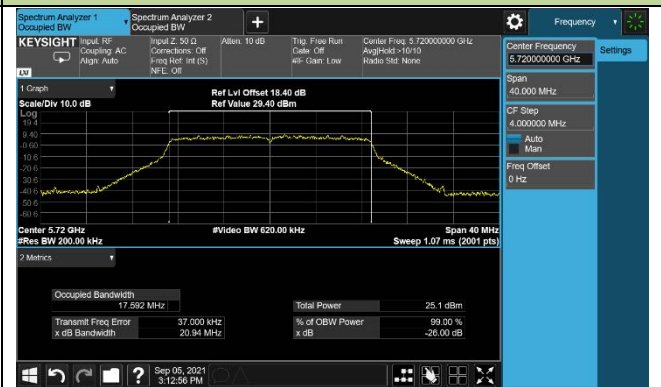 Spectrum Analyzer 1
Occupied BW
Spectrum Analyzer 2
Occupied BW
+
Frequency
KEYSIGHT
Input: RF
Coupling: AC
Align: Auto
Input Z: 50 Ω
Corrections: Off
Freq Ref: Int (S)
NFE: Off
Atten: 10 dB
Trig: Free Run
Gate: Off
#IF Gain: Low
Center Freq: 5.720000000 GHz
Avg|Hold:>10/10
Radio Std: None
LXI
Center Frequency
5.720000000 GHz
Settings
Span
40.000 MHz
CF Step
4.000000 MHz
Auto
Man
Freq Offset
0 Hz
1 Graph
Scale/Div 10.0 dB
Ref Lvl Offset 18.40 dB
Ref Value 29.40 dBm
Log
19.4
9.40
-0.60
-10.6
-20.6
-30.6
-40.6
-50.6
-60.6
Center 5.72 GHz
#Res BW 200.00 kHz
#Video BW 620.00 kHz
Span 40 MHz
Sweep 1.07 ms (2001 pts)
2 Metrics
Occupied Bandwidth
17.592 MHz
Total Power
25.1 dBm
Transmit Freq Error
37.000 kHz
% of OBW Power
99.00 %
x dB Bandwidth
20.94 MHz
x dB
-26.00 dB
?
Sep 05, 2021
3:12:56 PM